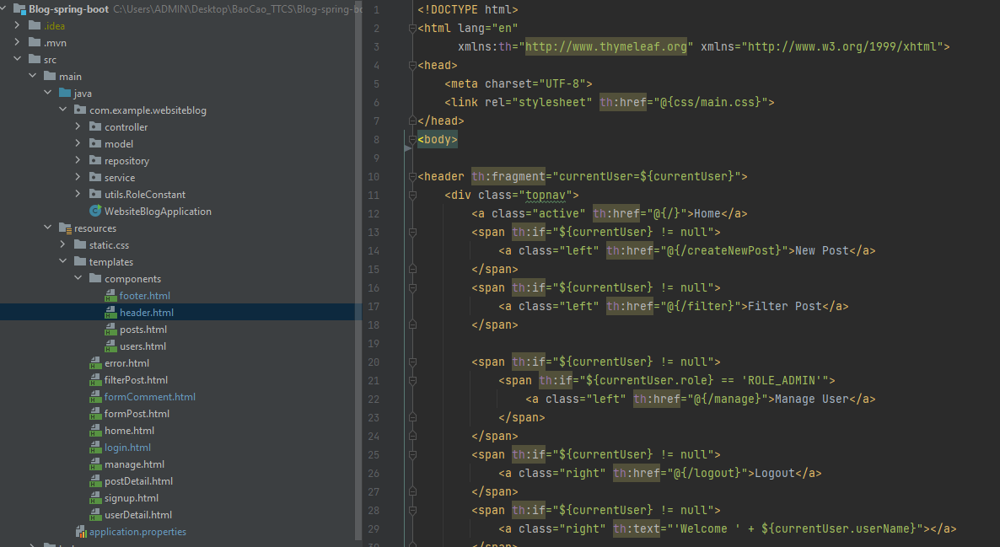 Blog-spring-boot C:\Users\ADMIN\Desktop\BaoCao_TTCS\Blog-spring-bo
.idea
.mvn
src
main
java
com.example.websiteblog
controller
model
repository
service
utils.RoleConstant
WebsiteBlogApplication
resources
static.css
templates
components
footer.html
header.html
posts.html
users.html
error.html
filterPost.html
formComment.html
formPost.html
home.html
login.html
manage.html
postDetail.html
signup.html
userDetail.html
application.properties
1 <!DOCTYPE html>
2 <html lang="en"
3 xmlns:th="http://www.thymeleaf.org" xmlns="http://www.w3.org/1999/xhtml">
4 <head>
5 <meta charset="UTF-8">
6 <link rel="stylesheet" th:href="@{css/main.css}">
7 </head>
8 <body>
9
10 <header th:fragment="currentUser=${currentUser}">
11 <div class="topnav">
12 <a class="active" th:href="@{/}">Home</a>
13 <span th:if="${currentUser} != null">
14 <a class="left" th:href="@{/createNewPost}">New Post</a>
15 </span>
16 <span th:if="${currentUser} != null">
17 <a class="left" th:href="@{/filter}">Filter Post</a>
18 </span>
19
20 <span th:if="${currentUser} != null">
21 <span th:if="${currentUser.role} == 'ROLE_ADMIN'">
22 <a class="left" th:href="@{/manage}">Manage User</a>
23 </span>
24 </span>
25 <span th:if="${currentUser} != null">
26 <a class="right" th:href="@{/logout}">Logout</a>
27 </span>
28 <span th:if="${currentUser} != null">
29 <a class="right" th:text="'Welcome ' + ${currentUser.userName}"></a>
30 </span>